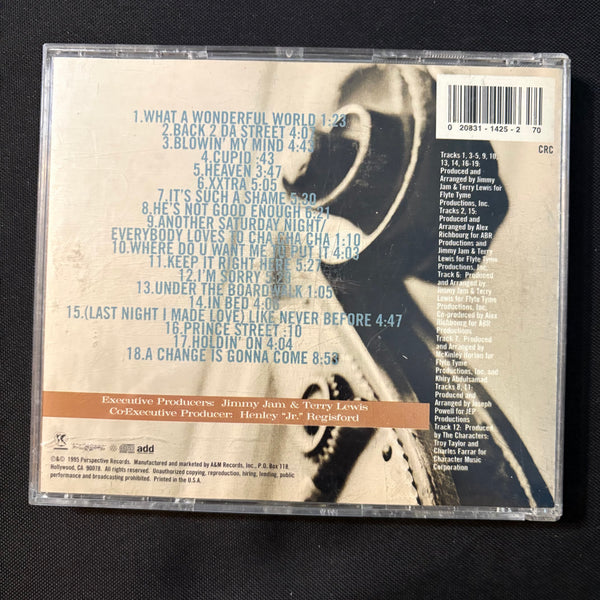 1.WHAT A WONDERFUL WORLD 1:23
2.BACK 2 DA STREET 4:07
3.BLOWIN' MY MIND 4:43
4.CUPID :43
5.HEAVEN 3:47
6.XXTRA 5:05
7.IT'S SUCH A SHAME 5:30
8.HE'S NOT GOOD ENOUGH 6:21
9.ANOTHER SATURDAY NIGHT/
EVERYBODY LOVES TO CHA CHA CHA 1:10
10.WHERE DO U WANT ME TO PUT IT 4:03
11.KEEP IT RIGHT HERE 5:27
12.I'M SORRY
13.UNDER THE BOARDWALK 1:05
14.IN BED 4:06
15.(LAST NIGHT I MADE LOVE) LIKE NEVER BEFORE 4:47
16.PRINCE STREET :10
17.HOLDIN' ON 4:04
18.A CHANGE IS GONNA COME 8:58
Executive Producers: Jimmy Jam & Terry Lewis
Co-Executive Producer: Henley "Jr." Regisford
add
℗© 1995 Perspective Records. Manufactured and marketed by A&M Records, Inc., P.O. Box 118,
Hollywood, CA 90078. All rights reserved. Unauthorized copying, reproduction, hiring, lending, public
performance and broadcasting prohibited. Printed in the U.S.A.
0 20831-1425-2 70
CRC
Tracks 1, 3-5, 9, 10,
13, 14, 16-19:
Produced and
Arranged by Jimmy
Jam & Terry Lewis for
Flyte Tyme
Productions, Inc.
Tracks 2, 15:
Produced and
Arranged by Alex
Richbourg for ABR
Productions and
Jimmy Jam & Terry
Lewis for Flyte Tyme
Productions, Inc.
Track 6: Produced
and Arranged by
Jimmy Jam & Terry
Lewis for Flyte Tyme
Productions, Inc.
Co-produced by Alex
Richbourg for ABR
Productions
Track 7: Produced
and Arranged by
McKinley Horton for
Flyte Tyme
Productions, Inc. and
Khiry Abdulsamad
Tracks 8, 11:
Produced and
Arranged by Joseph
Powell for JEP
Productions
Track 12: Produced
by The Characters:
Troy Taylor and
Charles Farrar for
Character Music
Corporation